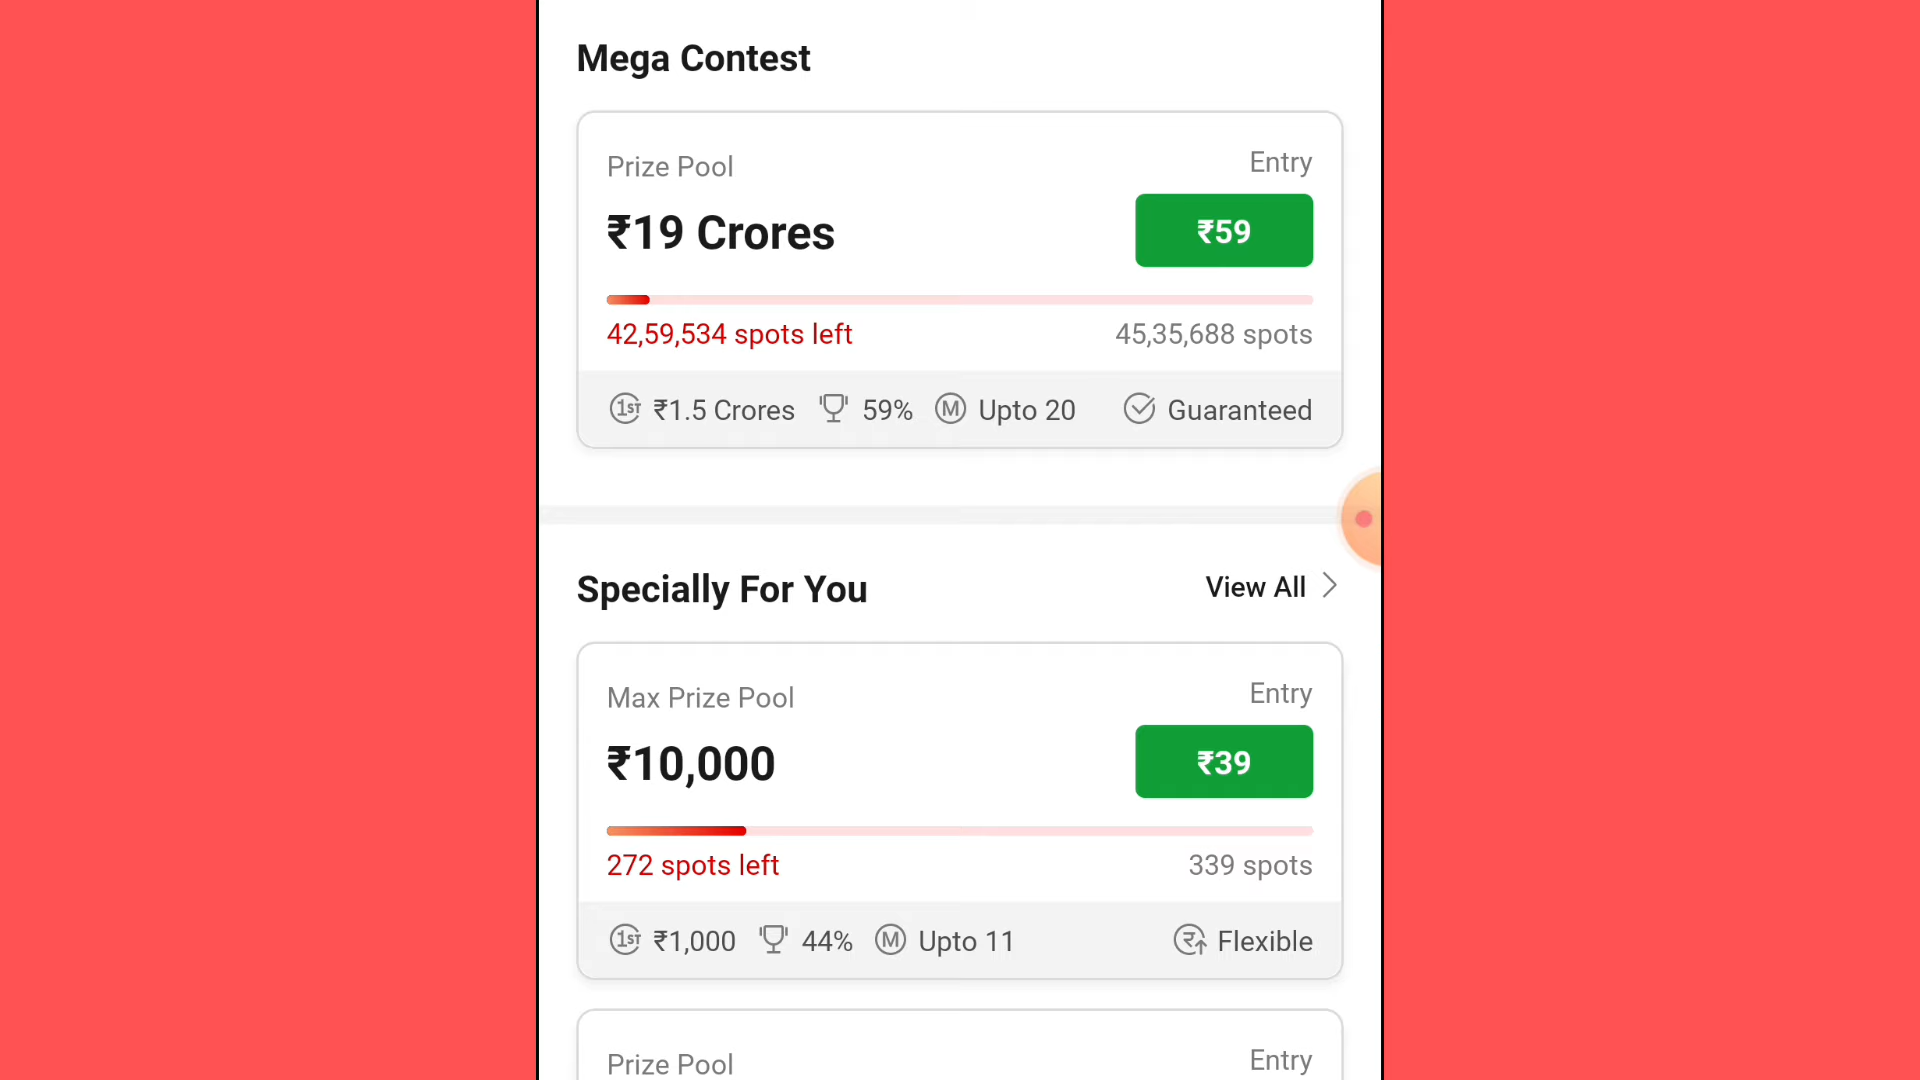 Mega Contest
Prize Pool Entry
₹19 Crores ₹59
42,59,534 spots left 45,35,688 spots
1ST ₹1.5 Crores 59% M Upto 20 Guaranteed
Specially For You View All
Max Prize Pool Entry
₹10,000 ₹39
272 spots left 339 spots
1ST ₹1,000 44% M Upto 11 ₹ Flexible
Prize Pool Entry